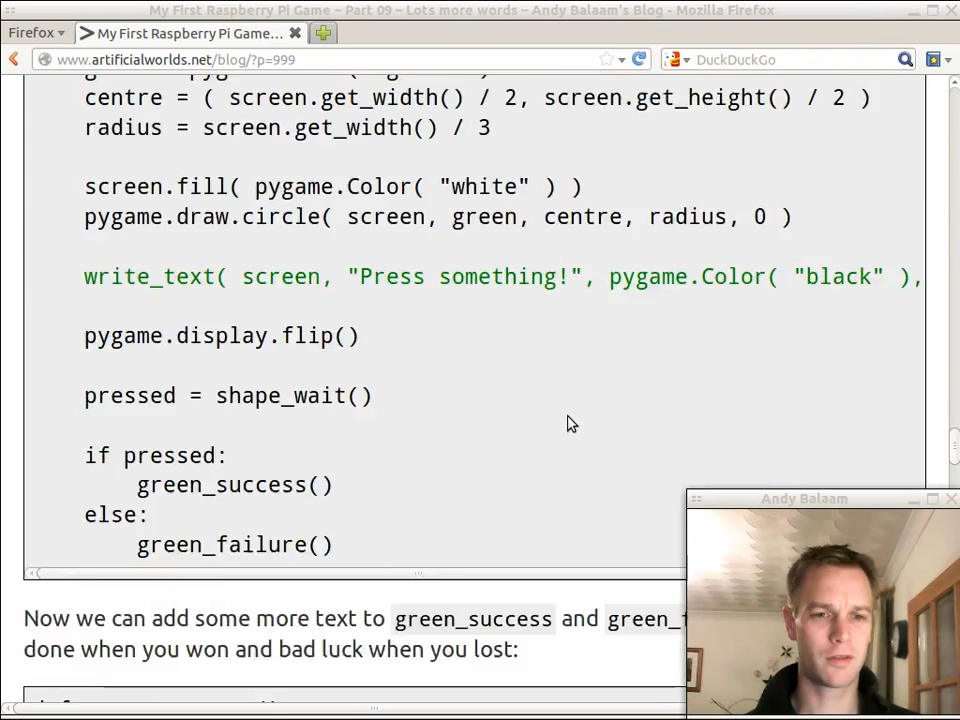 My First Raspberry Pi Game – Part 09 – Lots more words – Andy Balaam's Blog - Mozilla Firefox
Firefox
My First Raspberry Pi Game...
www.artificialworlds.net/blog/?p=999
DuckDuckGo
centre = ( screen.get_width() / 2, screen.get_height() / 2 )
radius = screen.get_width() / 3
screen.fill( pygame.Color( "white" ) )
pygame.draw.circle( screen, green, centre, radius, 0 )
write_text( screen, "Press something!", pygame.Color( "black" ),
pygame.display.flip()
pressed = shape_wait()
if pressed:
green_success()
else:
green_failure()
Andy Balaam
Now we can add some more text to green_success and green_f
done when you won and bad luck when you lost: